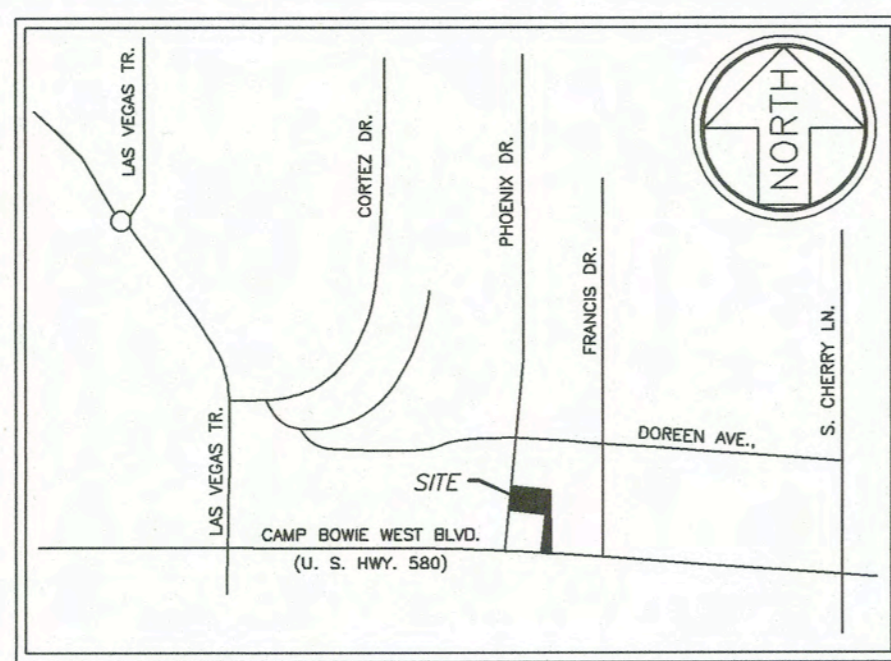 LAS VEGAS TR.
CORTEZ DR.
PHOENIX DR.
NORTH
FRANCIS DR.
S. CHERRY LN.
LAS VEGAS TR.
DOREEN AVE.,
SITE
CAMP BOWIE WEST BLVD.
(U. S. HWY. 580)